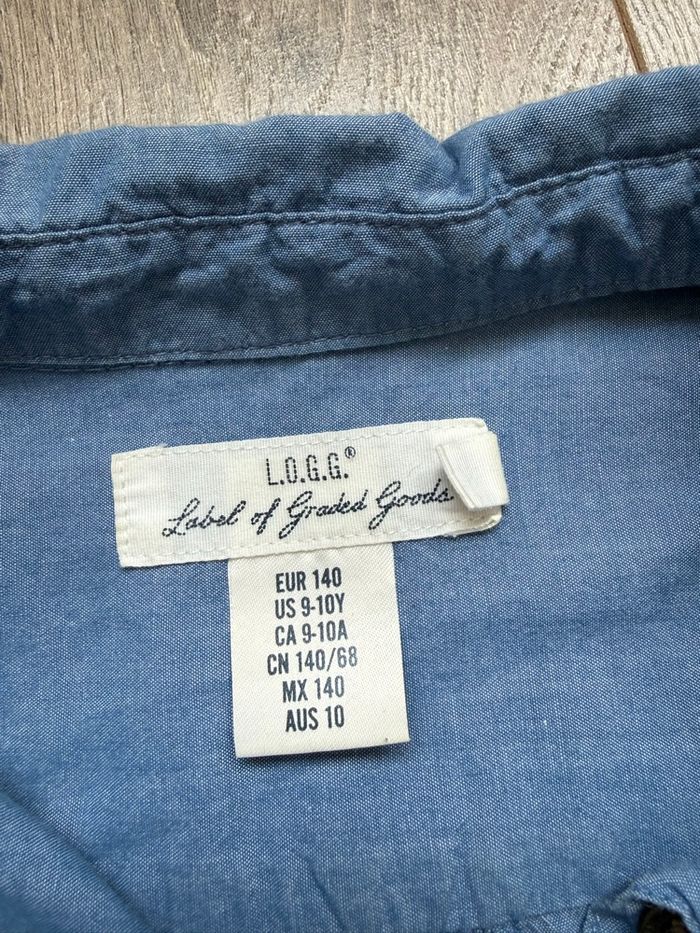 L.O.G.G.®
Label of Graded Goods
EUR 140
US 9-10Y
CA 9-10A
CN 140/68
MX 140
AUS 10